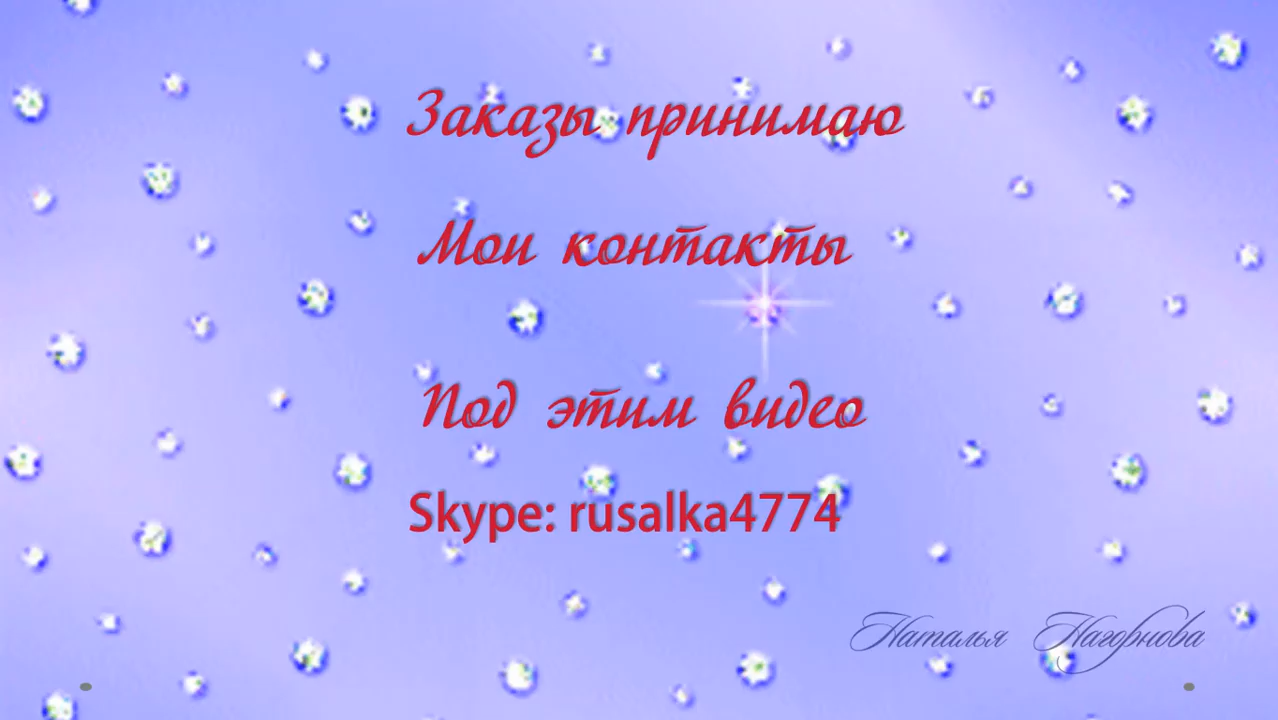 Заказы принимаю
Мои контакты
Под этим видео
Skype: rusalka4774
Наталья Нагорнова